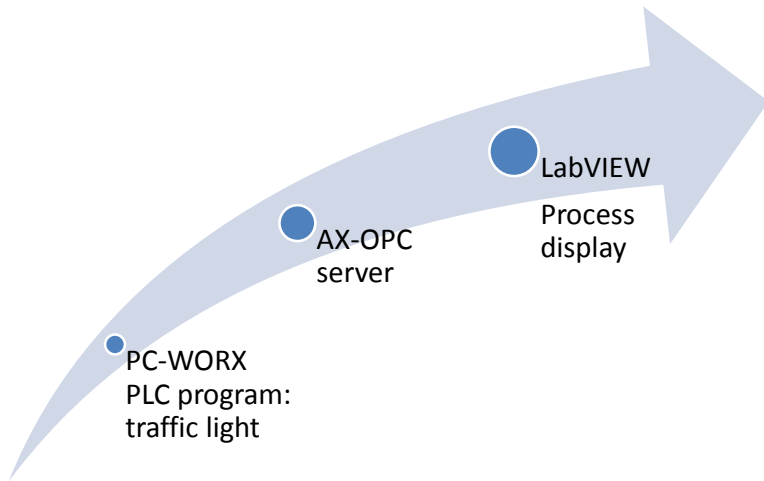 LabVIEW
Process
display
AX-OPC
server
PC-WORX
PLC program:
traffic light